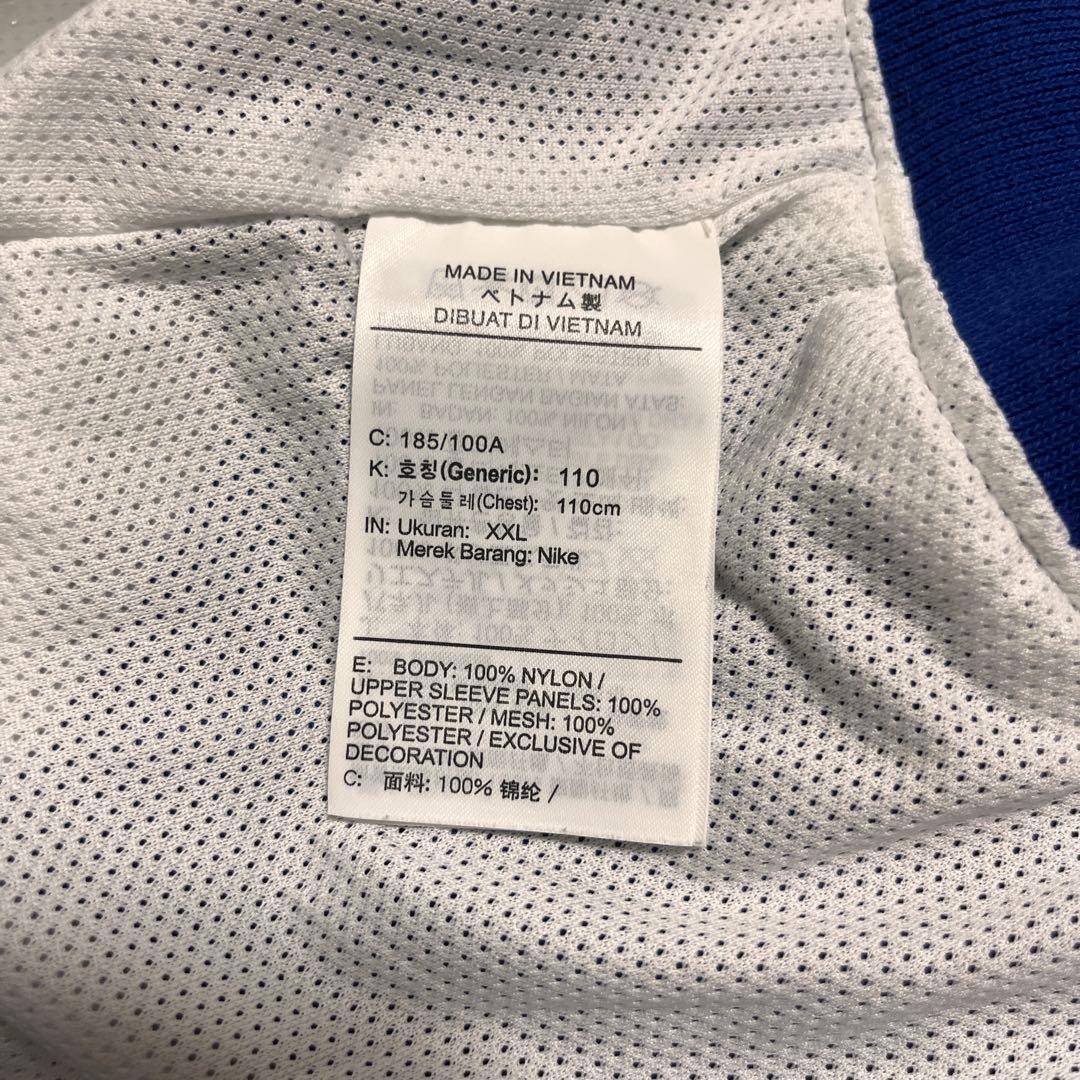 MADE IN VIETNAM
ベトナム製
DIBUAT DI VIETNAM
C: 185/100A
K: 호칭(Generic): 110
가슴둘레(Chest): 110cm
IN: Ukuran: XXL
Merek Barang: Nike
E: BODY: 100% NYLON /
UPPER SLEEVE PANELS: 100%
POLYESTER / MESH: 100%
POLYESTER / EXCLUSIVE OF
DECORATION
C: 面料: 100% 锦纶 /